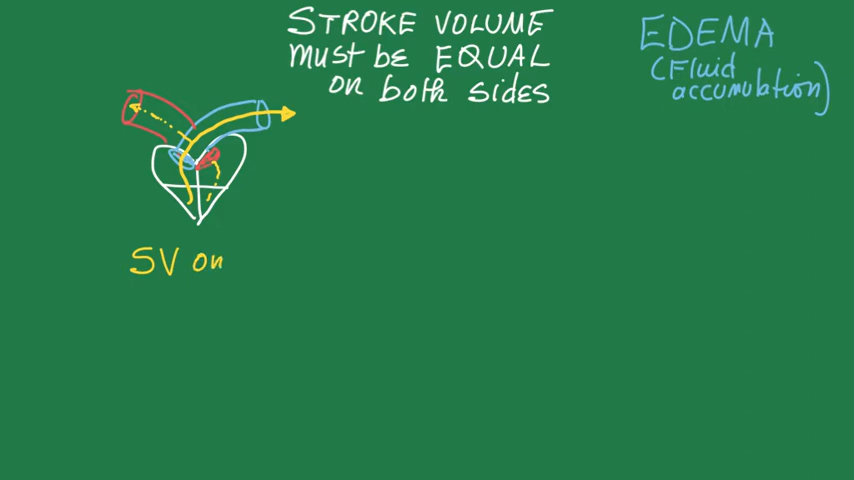 STROKE VOLUME
must be EQUAL
on both sides
EDEMA
(Fluid
accumulation)
SV on